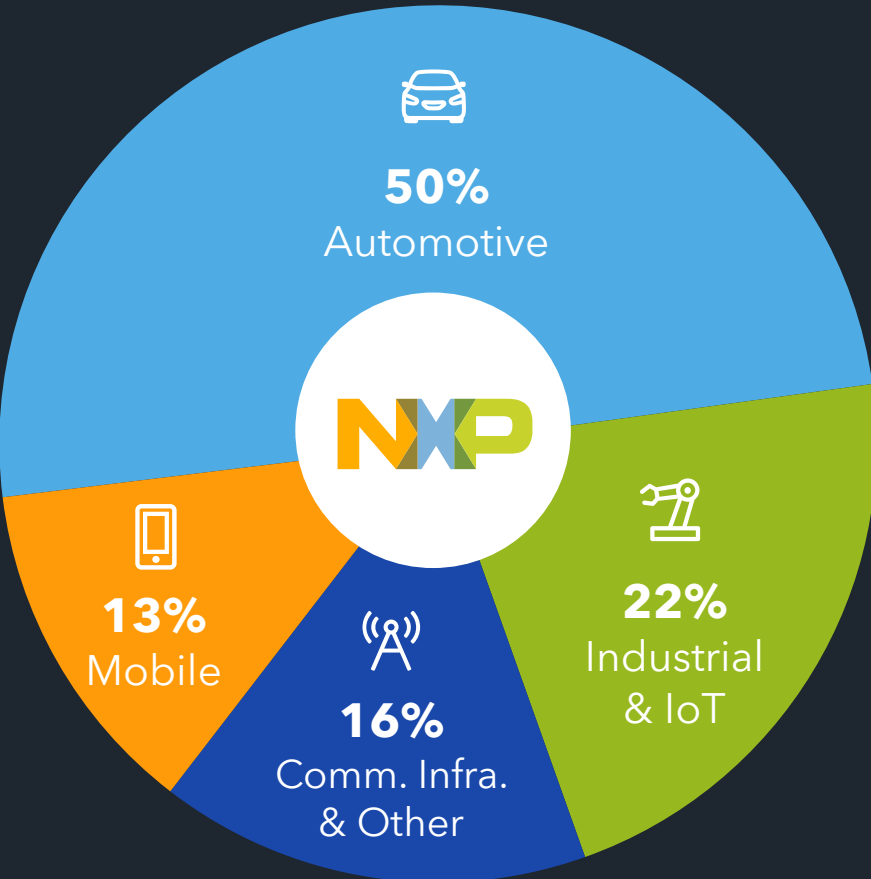 50%
Automotive
NXP
22%
Industrial
& IoT
13%
Mobile
16%
Comm. Infra.
& Other